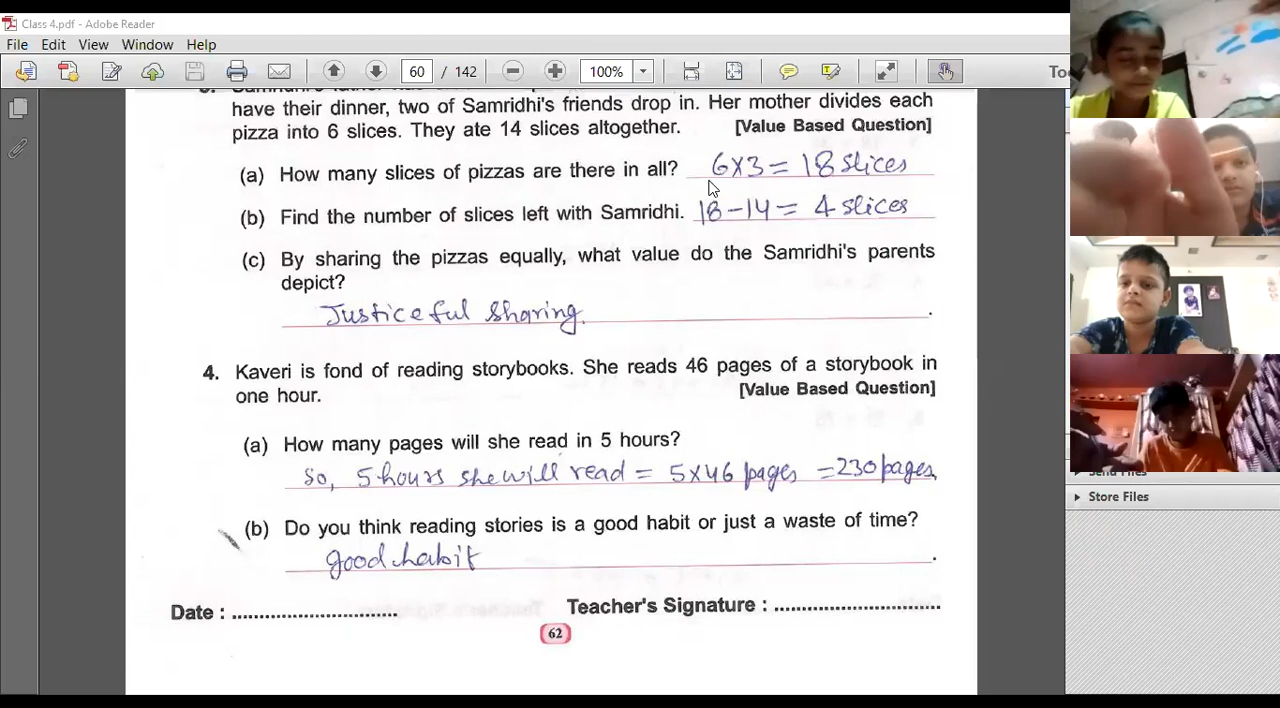 Class 4.pdf - Adobe Reader
File Edit View Window Help
60 / 142 100%
have their dinner, two of Samridhi's friends drop in. Her mother divides each
pizza into 6 slices. They ate 14 slices altogether. [Value Based Question]
(a) How many slices of pizzas are there in all? 6x3 = 18 slices
(b) Find the number of slices left with Samridhi. 18-14 = 4 slices
(c) By sharing the pizzas equally, what value do the Samridhi's parents
depict?
Justiceful sharing.
4. Kaveri is fond of reading storybooks. She reads 46 pages of a storybook in
one hour. [Value Based Question]
(a) How many pages will she read in 5 hours?
So, 5 hours she will read = 5x46 pages = 230 pages.
(b) Do you think reading stories is a good habit or just a waste of time?
good habit
Date : .............................. Teacher's Signature : ..............................
62
Store Files